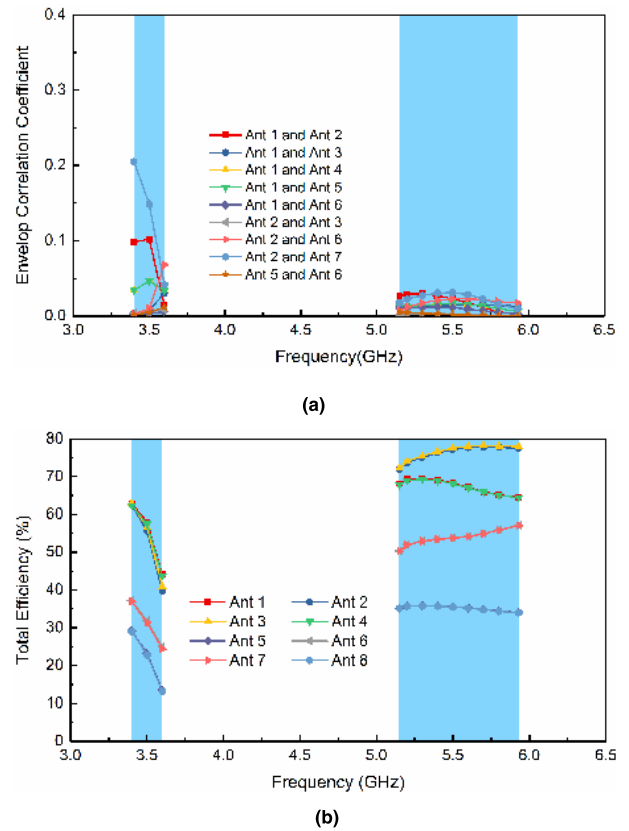 0.4
0.3
0.2
0.1
0.0
Envelop Correlation Coefficient
Ant 1 and Ant 2
Ant 1 and Ant 3
Ant 1 and Ant 4
Ant 1 and Ant 5
Ant 1 and Ant 6
Ant 2 and Ant 3
Ant 2 and Ant 6
Ant 2 and Ant 7
Ant 5 and Ant 6
3.0 3.5 4.0 4.5 5.0 5.5 6.0 6.5
Frequency(GHz)
(a)
80
70
60
50
40
30
20
10
0
Total Efficiency (%)
Ant 1 Ant 2
Ant 3 Ant 4
Ant 5 Ant 6
Ant 7 Ant 8
3.0 3.5 4.0 4.5 5.0 5.5 6.0 6.5
Frequency (GHz)
(b)